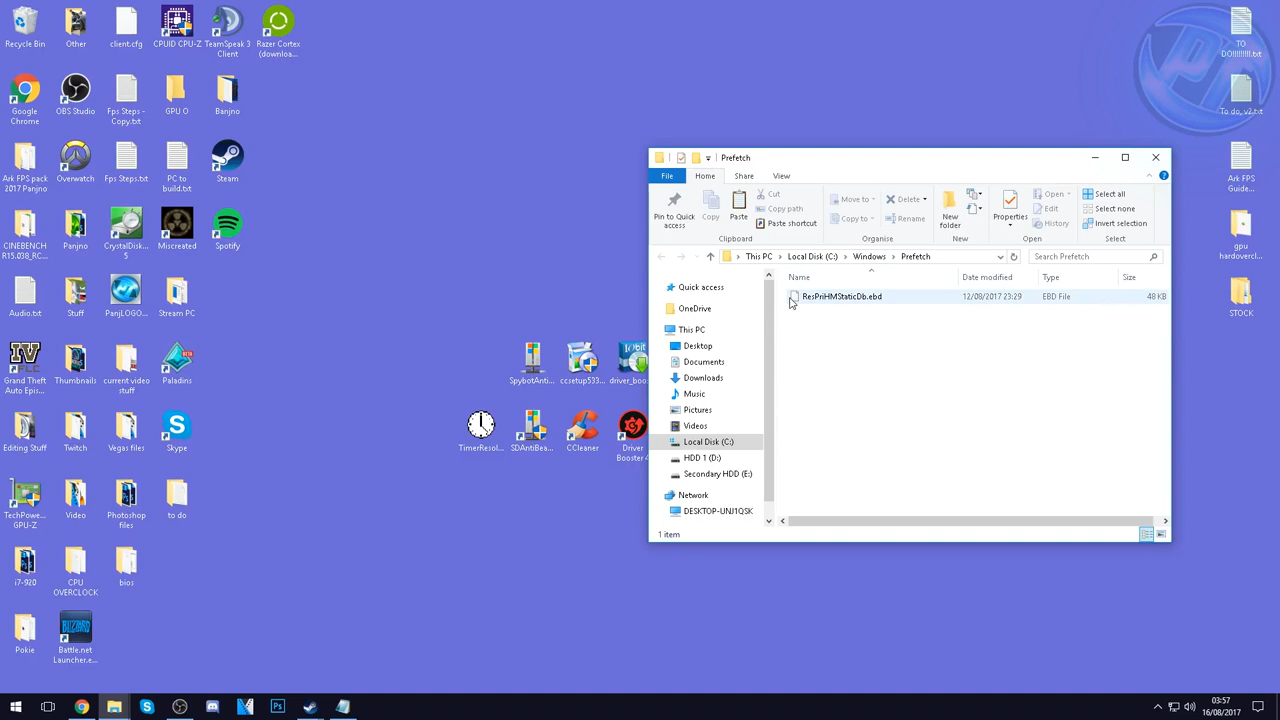 Recycle Bin
Other
client.cfg
CPUID CPU-Z
TeamSpeak 3
Client
Razer Cortex
(downloa...
Google
Chrome
OBS Studio
Fps Steps -
Copy.txt
GPU O
Banjno
Ark FPS pack
2017 Panjno
Overwatch
Fps Steps.txt
PC to
build.txt
Steam
CINEBENCH
R15.038_RC...
Panjno
CrystalDisk...
5
Miscreated
Spotify
Audio.txt
Stuff
PanjLOGO...
Stream PC
IV
Grand Theft
Auto Epis...
Thumbnails
current video
stuff
BETA
Paladins
Editing Stuff
Twitch
Vegas files
Skype
TechPowe...
GPU-Z
Video
Photoshop
files
to do
i7-920
CPU
OVERCLOCK
bios
Pokie
BLIZZARD
Battle.net
Launcher.e...
SpybotAnti...
ccsetup533...
driver_boo...
TimerResol...
SDAntiBea...
CCleaner
Driver
Booster 4
TO
DO!!!!!!!!!.txt
To do, v2.txt
Ark FPS
Guide...
gpu
hardovercl...
STOCK
Prefetch
File
Home
Share
View
Pin to Quick
access
Copy
Paste
Cut
Copy path
Paste shortcut
Clipboard
Move to
Copy to
Delete
Rename
Organise
New
folder
New
Properties
Open
Edit
History
Open
Select all
Select none
Invert selection
Select
This PC
Local Disk (C:)
Windows
Prefetch
Search Prefetch
Name
Date modified
Type
Size
ResPriHMStaticDb.ebd
12/08/2017 23:29
EBD File
48 KB
Quick access
OneDrive
This PC
Desktop
Documents
Downloads
Music
Pictures
Videos
Local Disk (C:)
HDD 1 (D:)
Secondary HDD (E:)
Network
DESKTOP-UNJ1QSK
1 item
Ps
03:57
16/08/2017